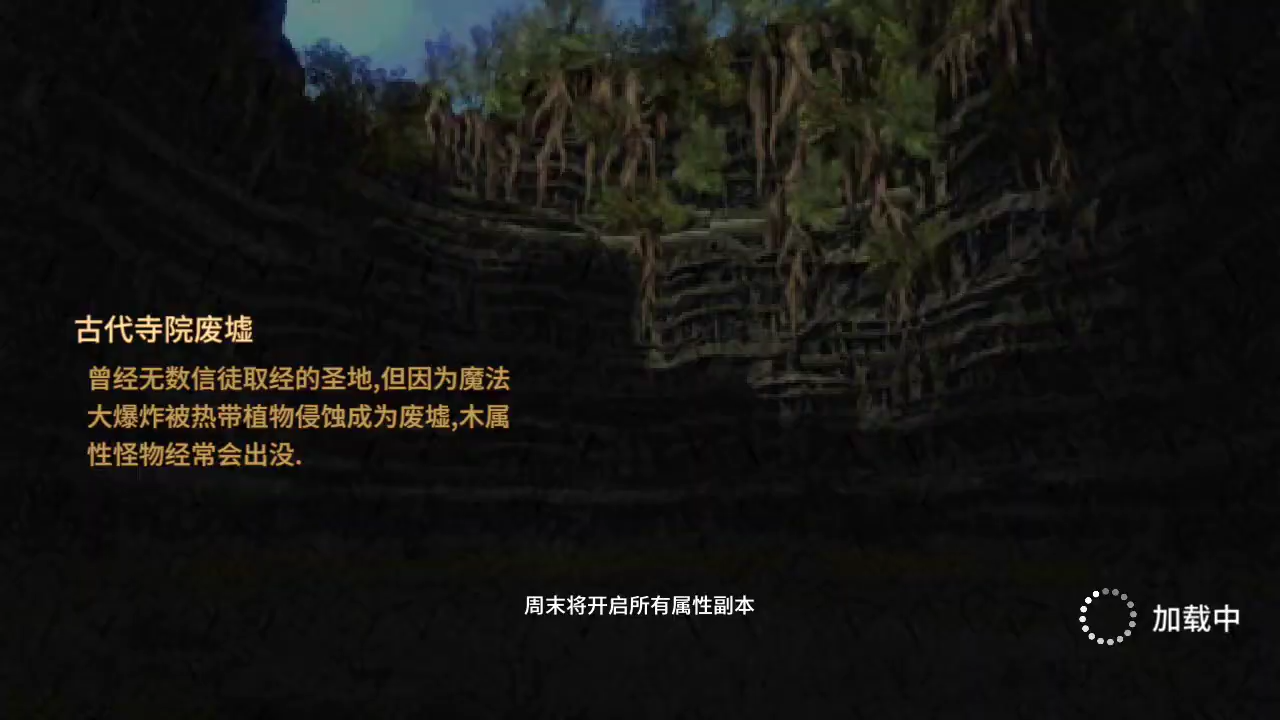 古代寺院废墟
曾经无数信徒取经的圣地,但因为魔法
大爆炸被热带植物侵蚀成为废墟,木属
性怪物经常会出没.
周末将开启所有属性副本
加载中